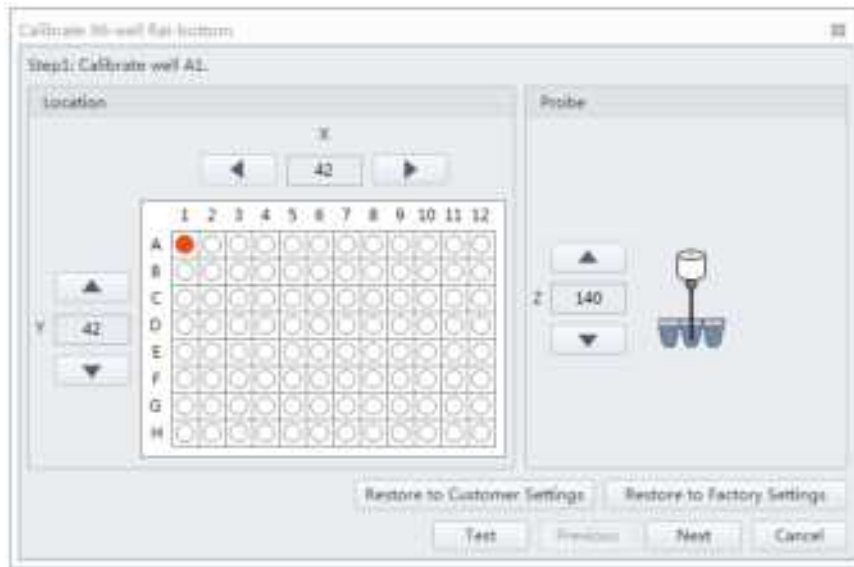 Calibrate 96-well flat-bottom
Step1: Calibrate well A1.
Location
Probe
X
42
1 2 3 4 5 6 7 8 9 10 11 12
A
B
C
D
E
F
G
H
Y
42
Z
140
Restore to Customer Settings
Restore to Factory Settings
Test
Previous
Next
Cancel